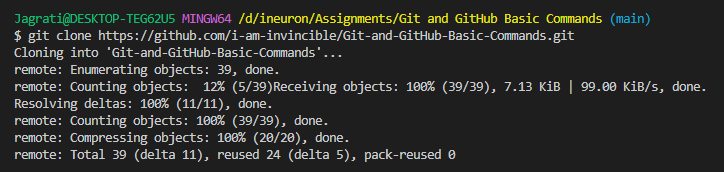 Jagrati@DESKTOP-TEG62U5 MINGW64 /d/ineuron/Assignments/Git and GitHub Basic Commands (main)
$ git clone https://github.com/i-am-invincible/Git-and-GitHub-Basic-Commands.git
Cloning into 'Git-and-GitHub-Basic-Commands'...
remote: Enumerating objects: 39, done.
remote: Counting objects:  12% (5/39)Receiving objects: 100% (39/39), 7.13 KiB | 99.00 KiB/s, done.
Resolving deltas: 100% (11/11), done.
remote: Counting objects: 100% (39/39), done.
remote: Compressing objects: 100% (20/20), done.
remote: Total 39 (delta 11), reused 24 (delta 5), pack-reused 0